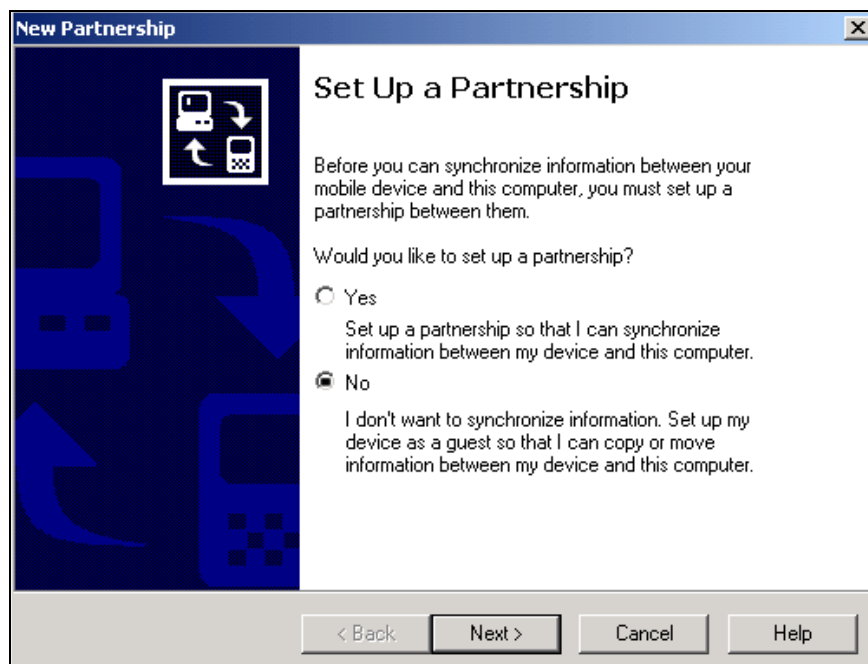 New Partnership
Set Up a Partnership
Before you can synchronize information between your
mobile device and this computer, you must set up a
partnership between them.
Would you like to set up a partnership?
Yes
Set up a partnership so that I can synchronize
information between my device and this computer.
No
I don't want to synchronize information. Set up my
device as a guest so that I can copy or move
information between my device and this computer.
< Back Next > Cancel Help